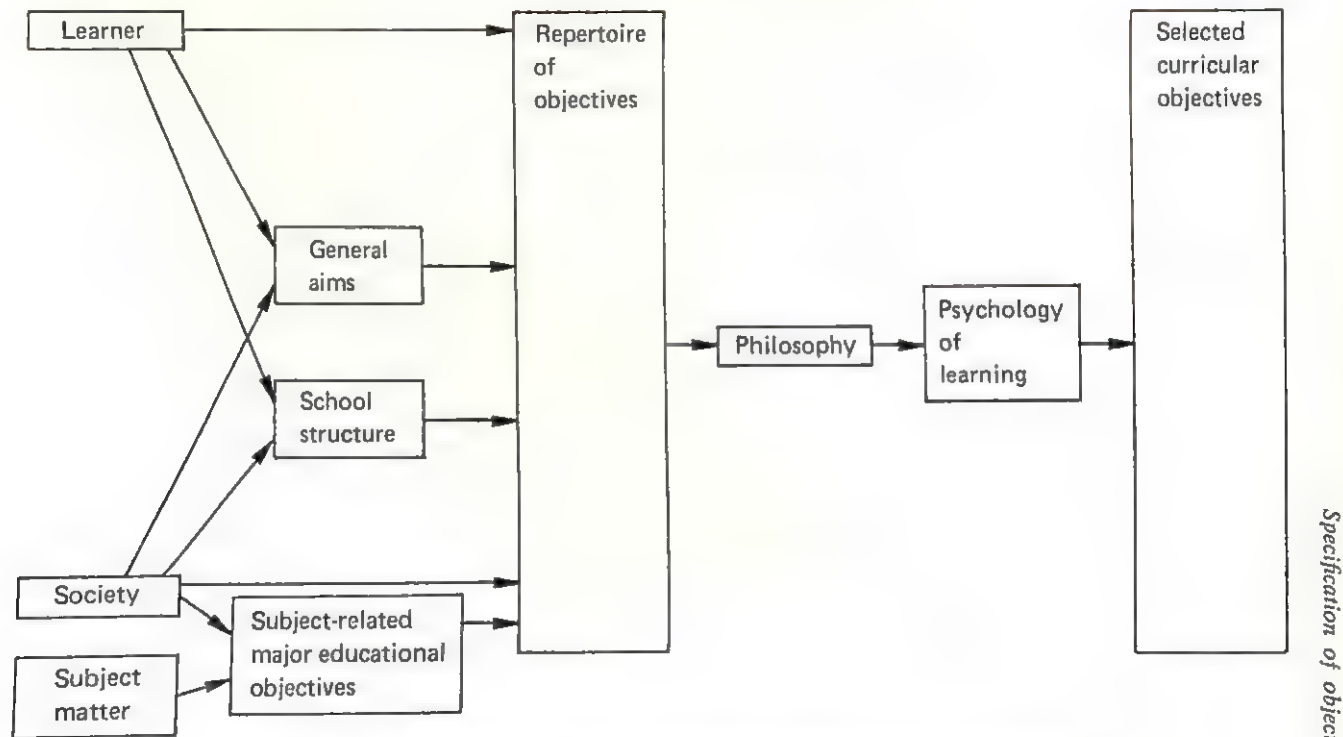 Learner
Repertoire
of
objectives
Selected
curricular
objectives
General
aims
Philosophy
Psychology
of
learning
School
structure
Society
Subject-related
major educational
objectives
Subject
matter
Specification of